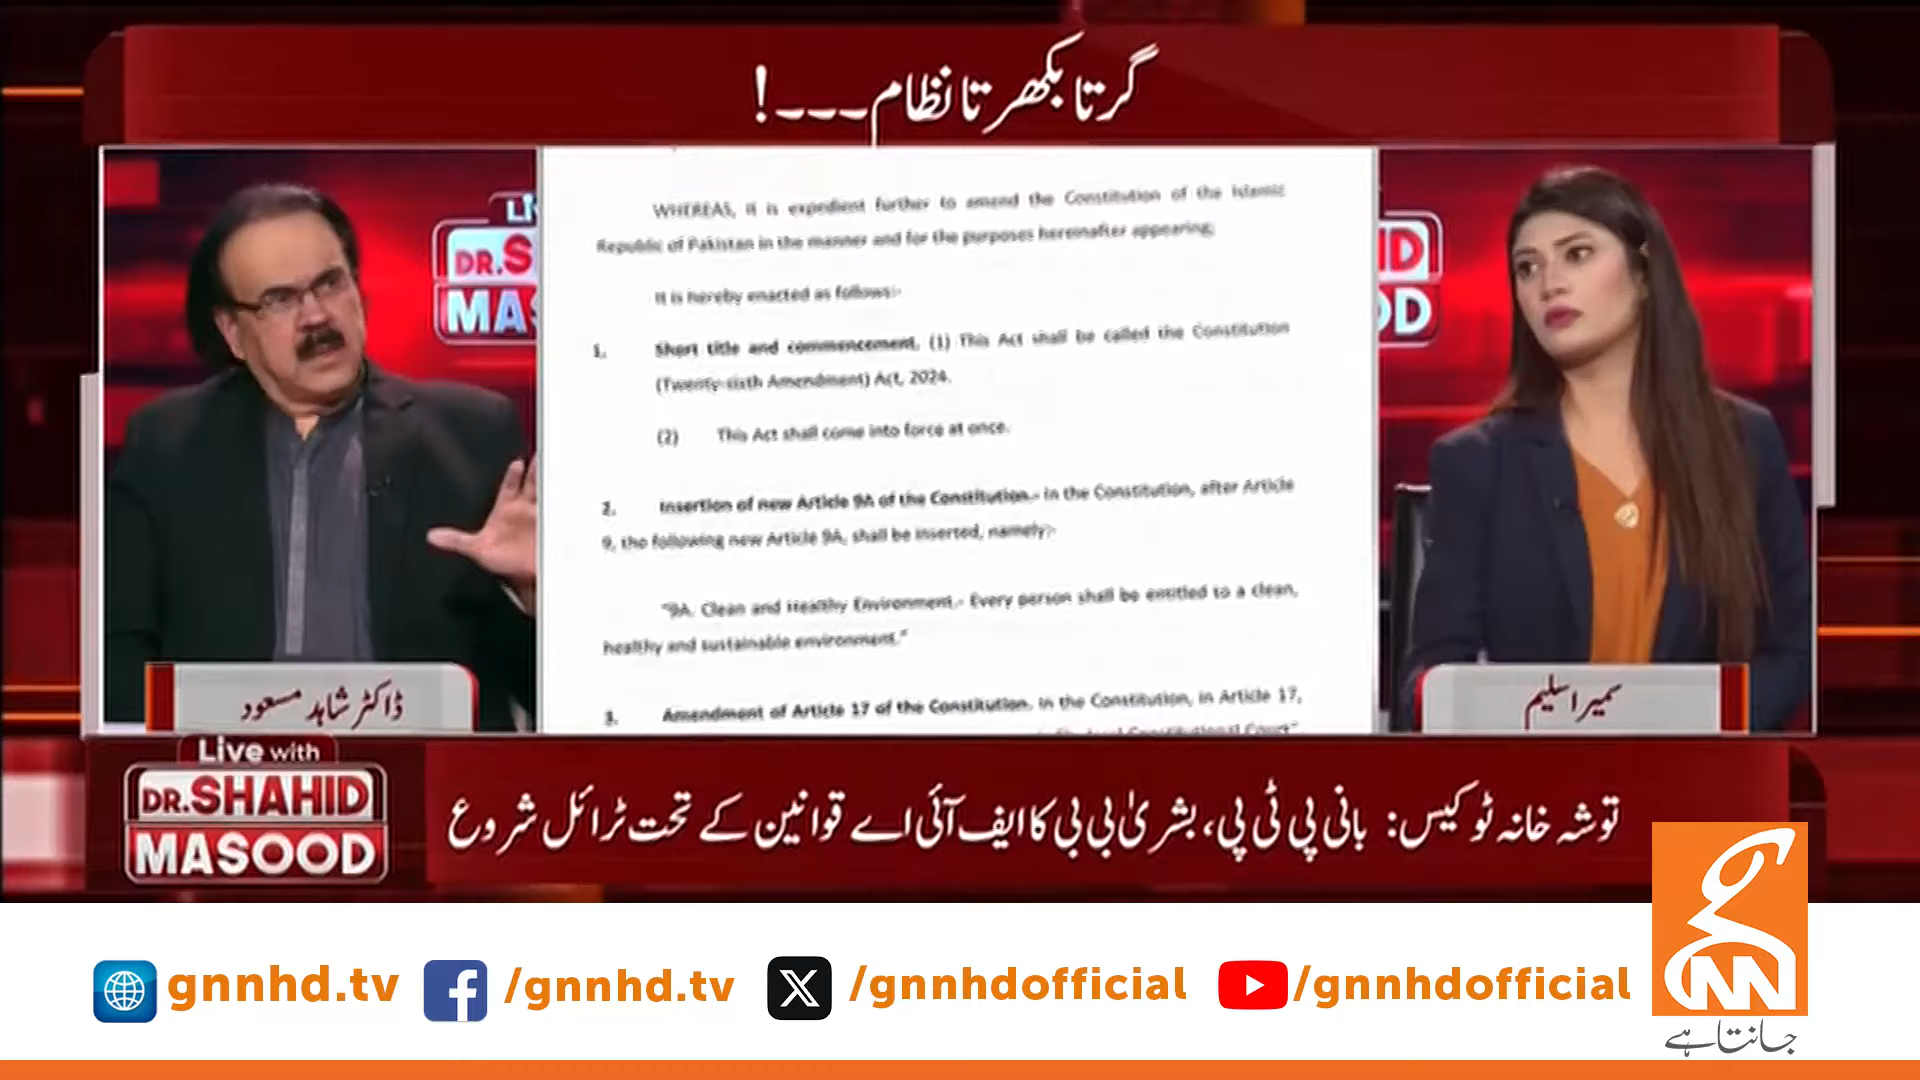 گرتا بکھرتا نظام ---!
LIV
DR.S
MA
WHEREAS, it is expedient further to amend the Constitution of the Islamic
Republic of Pakistan in the manner and for the purposes hereinafter appearing;
It is hereby enacted as follows:-
1. Short title and commencement. (1) This Act shall be called the Constitution
(Twenty-sixth Amendment) Act, 2024.
(2) This Act shall come into force at once.
2. Insertion of new Article 9A of the Constitution.- In the Constitution, after Article
9, the following new Article 9A, shall be inserted, namely:-
"9A. Clean and Healthy Environment.- Every person shall be entitled to a clean,
healthy and sustainable environment."
3. Amendment of Article 17 of the Constitution. In the Constitution, in Article 17,
Constitutional Court",
ID
OD
ڈاکٹر شاہد مسعود
سمیرا سلیم
Live with
DR.SHAHID
MASOOD
توشہ خانہ ٹو کیس: بانی پی ٹی پی، بشریٰ بی بی کا ایف آئی اے قوانین کے تحت ٹرائل شروع
gnnhd.tv /gnnhd.tv /gnnhdofficial /gnnhdofficial
GNN
جانتا ہے